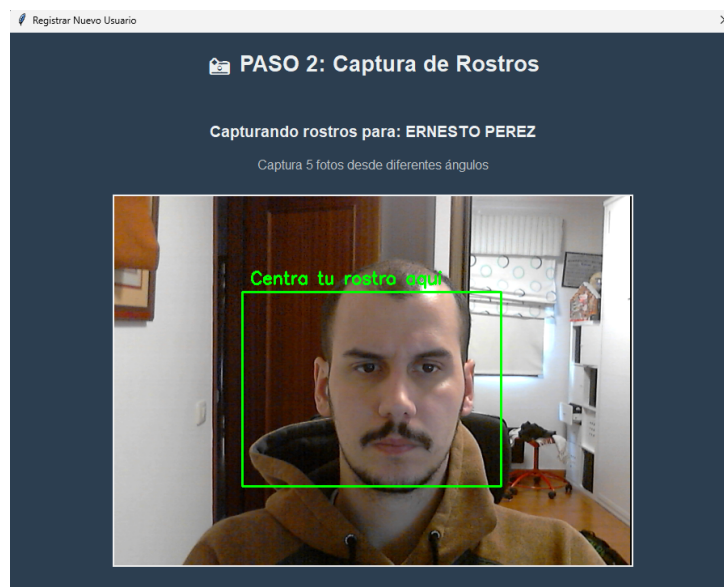 Registrar Nuevo Usuario
PASO 2: Captura de Rostros
Capturando rostros para: ERNESTO PEREZ
Captura 5 fotos desde diferentes ángulos
Centra tu rostro aqui